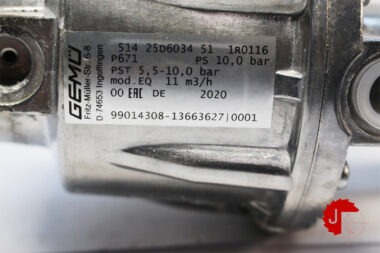 GEMÜ
Fritz-Müller-Str. 6-8
D-74653 Ingelfingen
514 25D6034 51 1R0116
P671 PS 10,0 bar
PST 5,5-10,0 bar
mod.EQ 11 m3/h
00 EAC DE 2020
99014308-13663627|0001